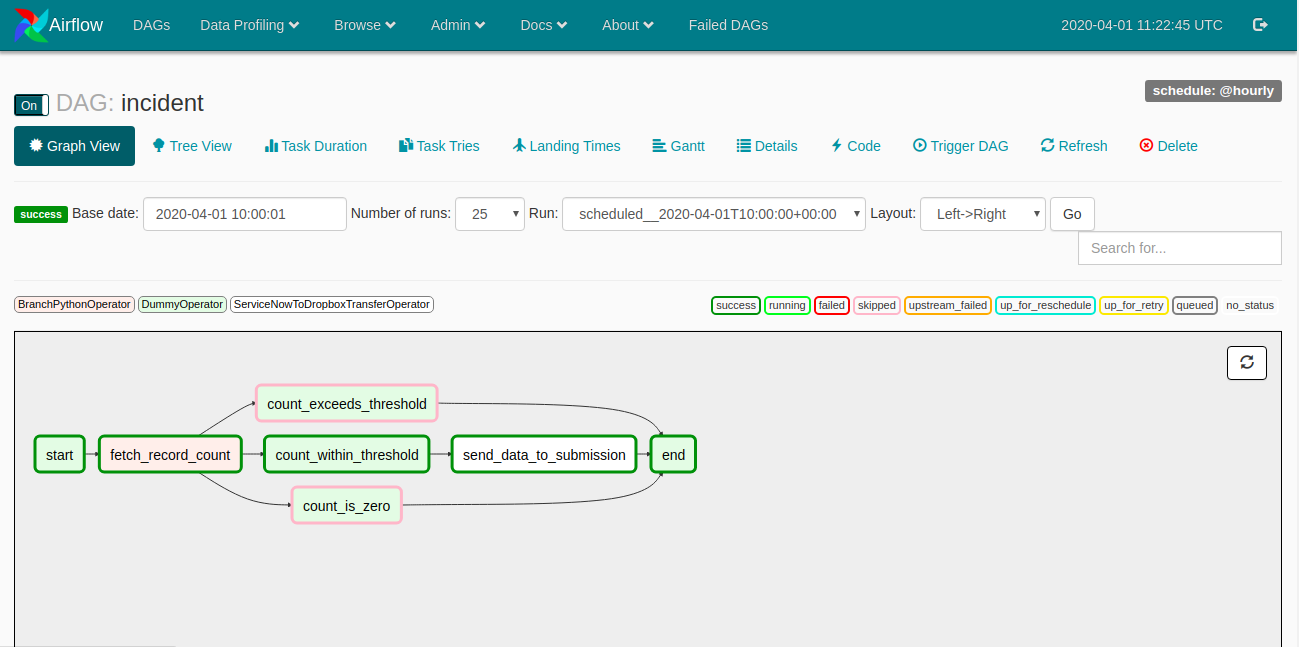 Airflow DAGs Data Profiling Browse Admin Docs About Failed DAGs 2020-04-01 11:22:45 UTC
On DAG: incident schedule: @hourly
Graph View Tree View Task Duration Task Tries Landing Times Gantt Details Code Trigger DAG Refresh Delete
success Base date: 2020-04-01 10:00:01 Number of runs: 25 Run: scheduled__2020-04-01T10:00:00+00:00 Layout: Left->Right Go
Search for...
BranchPythonOperator DummyOperator ServiceNowToDropboxTransferOperator success running failed skipped upstream_failed up_for_reschedule up_for_retry queued no_status
count_exceeds_threshold
start fetch_record_count count_within_threshold send_data_to_submission end
count_is_zero